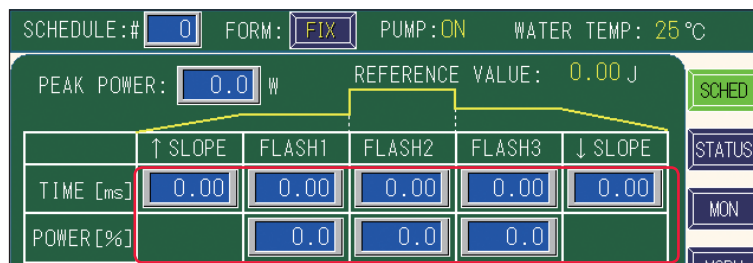 SCHEDULE:# 0 FORM: FIX PUMP:ON WATER TEMP: 25 °C
PEAK POWER: 0.0 W REFERENCE VALUE: 0.00 J
SCHED
↑ SLOPE FLASH1 FLASH2 FLASH3 ↓ SLOPE
STATUS
TIME [ms] 0.00 0.00 0.00 0.00 0.00
MON
POWER[%] 0.0 0.0 0.0